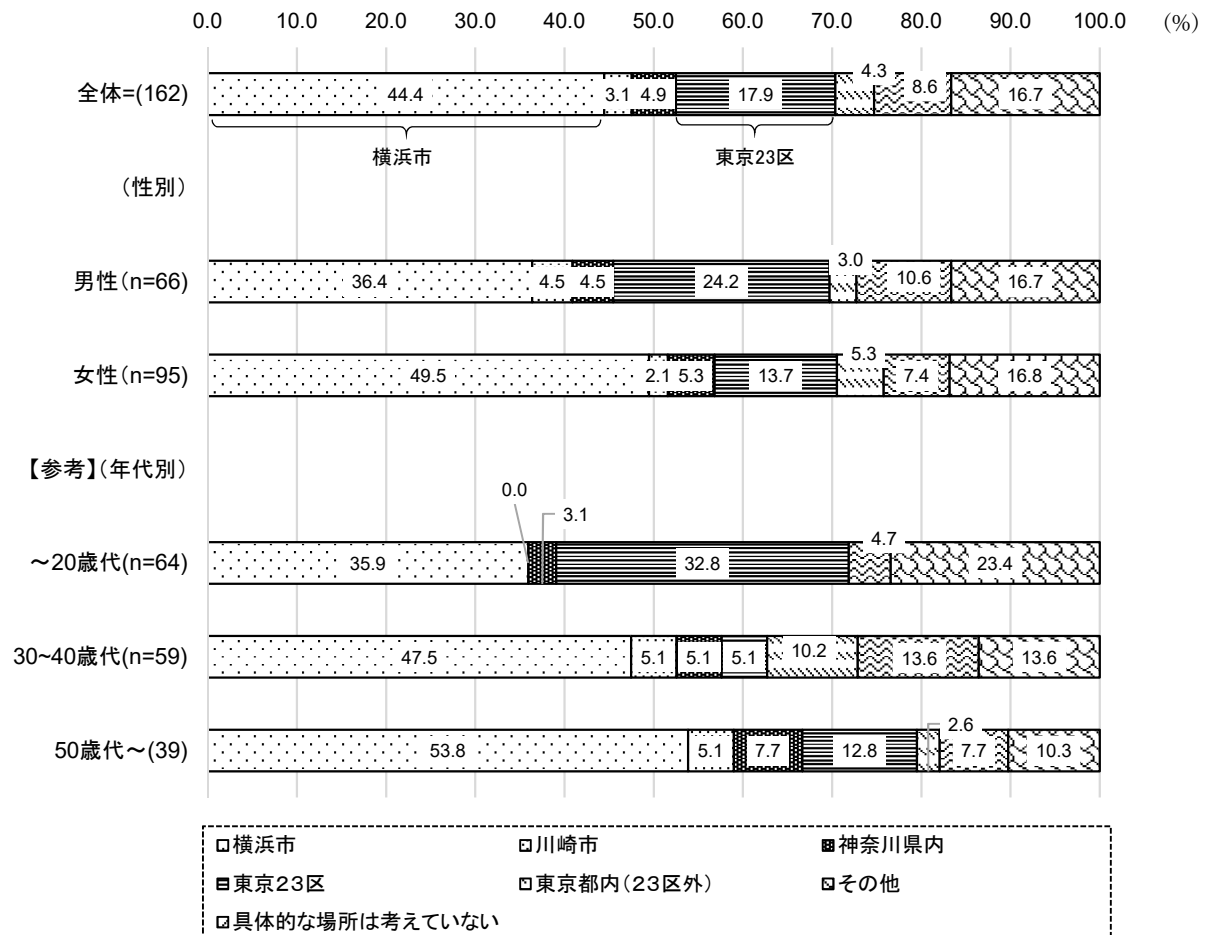 0.0 10.0 20.0 30.0 40.0 50.0 60.0 70.0 80.0 90.0 100.0 (%)
全体=(162) 44.4 3.1 4.9 17.9 4.3 8.6 16.7
横浜市 東京23区
(性別)
男性(n=66) 36.4 4.5 4.5 24.2 3.0 10.6 16.7
女性(n=95) 49.5 2.1 5.3 13.7 5.3 7.4 16.8
【参考】(年代別)
0.0 3.1
～20歳代(n=64) 35.9 32.8 4.7 23.4
30~40歳代(n=59) 47.5 5.1 5.1 5.1 10.2 13.6 13.6
50歳代～(39) 53.8 5.1 7.7 12.8 2.6 7.7 10.3
横浜市 川崎市 神奈川県内
東京２３区 東京都内（２３区外） その他
具体的な場所は考えていない